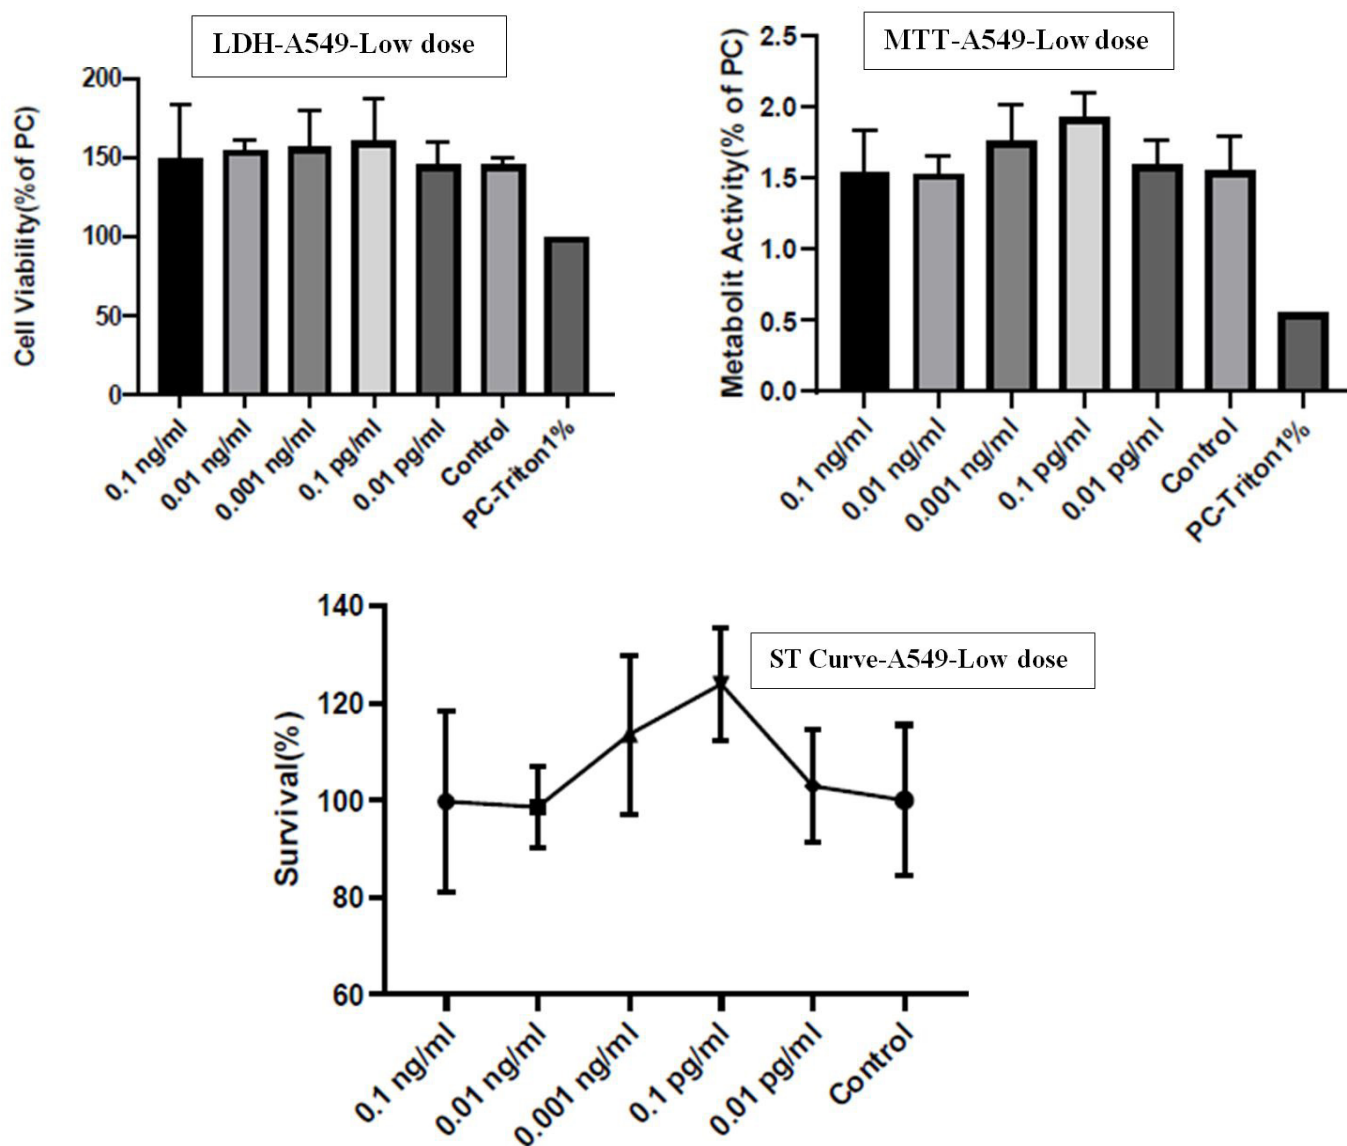 LDH-A549-Low dose
Cell Viability(%of PC)
200
150
100
50
0
0.1 ng/ml
0.01 ng/ml
0.001 ng/ml
0.1 pg/ml
0.01 pg/ml
Control
PC-Triton1%
MTT-A549-Low dose
Metabolit Activity(% of PC)
2.5
2.0
1.5
1.0
0.5
0.0
0.1 ng/ml
0.01 ng/ml
0.001 ng/ml
0.1 pg/ml
0.01 pg/ml
Control
PC-Triton1%
ST Curve-A549-Low dose
Survival(%)
140
120
100
80
60
0.1 ng/ml
0.01 ng/ml
0.001 ng/ml
0.1 pg/ml
0.01 pg/ml
Control